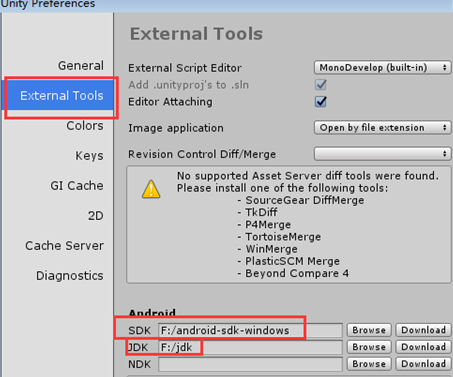 Unity Preferences
External Tools
General
External Tools
Colors
Keys
GI Cache
2D
Cache Server
Diagnostics
External Script Editor MonoDevelop (built-in)
Add .unityproj's to .sln
Editor Attaching
Image application Open by file extension
Revision Control Diff/Merge
No supported Asset Server diff tools were found.
Please install one of the following tools:
- SourceGear DiffMerge
- TkDiff
- P4Merge
- TortoiseMerge
- WinMerge
- PlasticSCM Merge
- Beyond Compare 4
Android
SDK F:/android-sdk-windows Browse Download
JDK F:/jdk Browse Download
NDK Browse Download